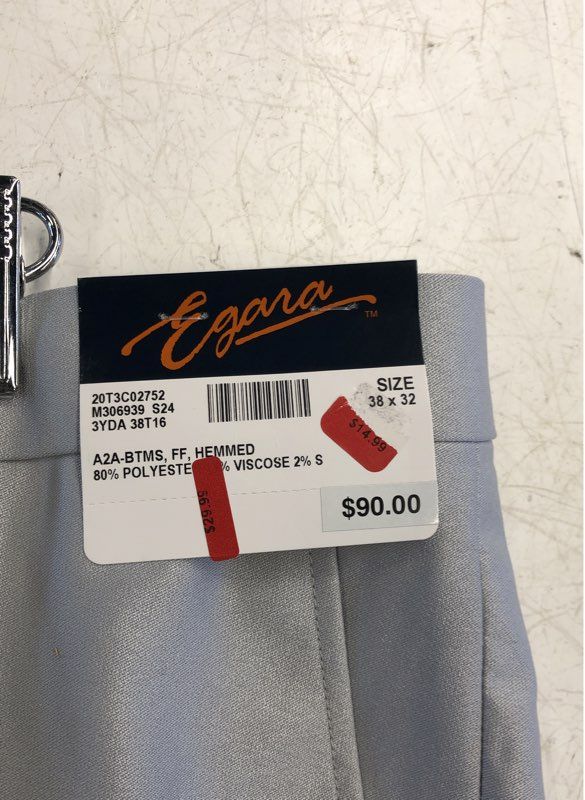 Egara
TM
20T3C02752
M306939 S24
3YDA 38T16
SIZE
38 x 32
$14.99
A2A-BTMS, FF, HEMMED
80% POLYESTE % VISCOSE 2% S
$29.99
$90.00